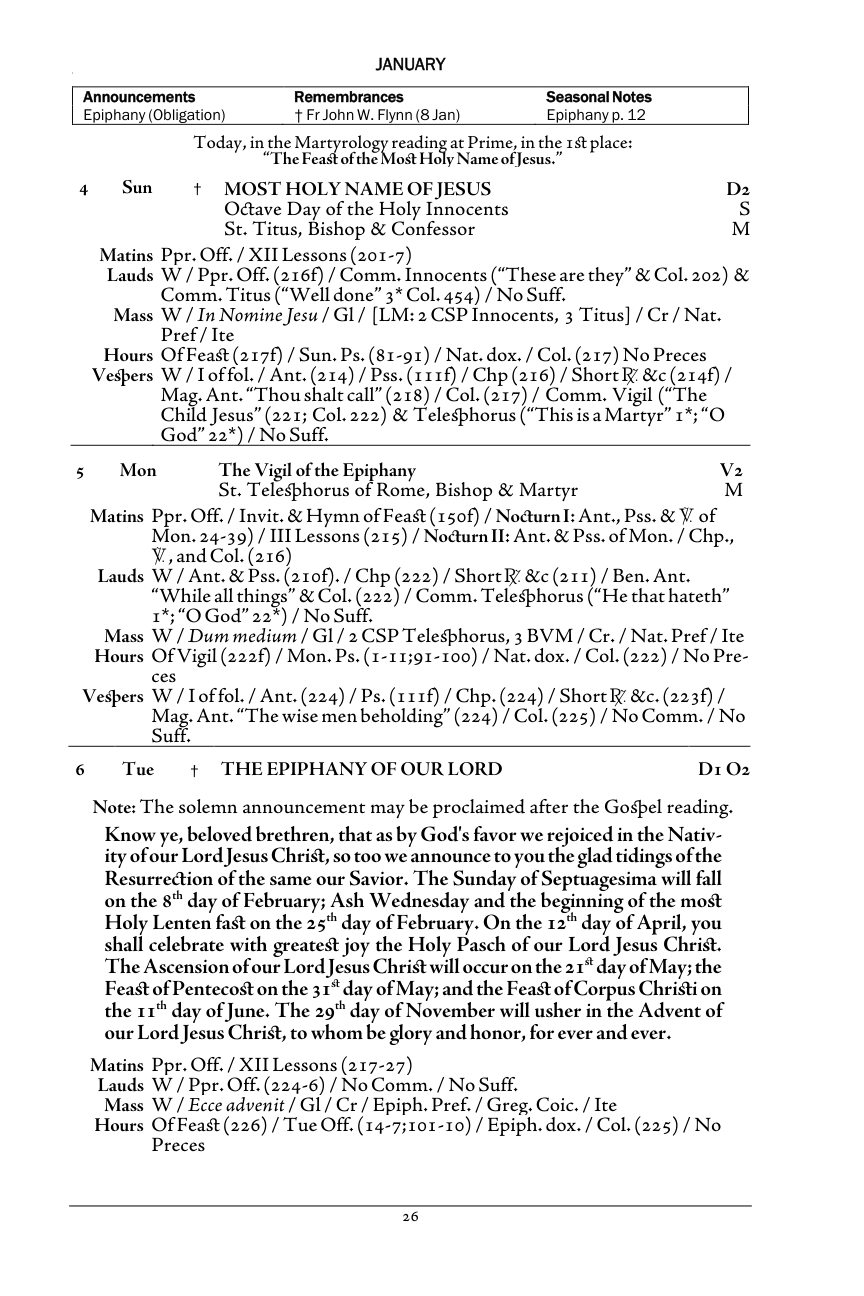 JANUARY
Announcements Remembrances Seasonal Notes
Epiphany (Obligation) † Fr John W. Flynn (8 Jan) Epiphany p. 12
Today, in the Martyrology reading at Prime, in the 1st place:
“The Feast of the Most Holy Name of Jesus.”
4 Sun † MOST HOLY NAME OF JESUS D2
Octave Day of the Holy Innocents S
St. Titus, Bishop & Confessor M
Matins Ppr. Off. / XII Lessons (201-7)
Lauds W / Ppr. Off. (216f) / Comm. Innocents (“These are they” & Col. 202) &
Comm. Titus (“Well done” 3* Col. 454) / No Suff.
Mass W / In Nomine Jesu / Gl / [LM: 2 CSP Innocents, 3 Titus] / Cr / Nat.
Pref / Ite
Hours Of Feast (217f) / Sun. Ps. (81-91) / Nat. dox. / Col. (217) No Preces
Vespers W / I of fol. / Ant. (214) / Pss. (111f) / Chp (216) / Short ℟. &c (214f) /
Mag. Ant. “Thou shalt call” (218) / Col. (217) / Comm. Vigil (“The
Child Jesus” (221; Col. 222) & Telesphorus (“This is a Martyr” 1*; “O
God” 22*) / No Suff.
5 Mon The Vigil of the Epiphany V2
St. Telesphorus of Rome, Bishop & Martyr M
Matins Ppr. Off. / Invit. & Hymn of Feast (150f) / Nocturn I: Ant., Pss. & ℣. of
Mon. 24-39) / III Lessons (215) / Nocturn II: Ant. & Pss. of Mon. / Chp.,
℣. , and Col. (216)
Lauds W / Ant. & Pss. (210f). / Chp (222) / Short ℟. &c (211) / Ben. Ant.
“While all things” & Col. (222) / Comm. Telesphorus (“He that hateth”
1*; “O God” 22*) / No Suff.
Mass W / Dum medium / Gl / 2 CSP Telesphorus, 3 BVM / Cr. / Nat. Pref / Ite
Hours Of Vigil (222f) / Mon. Ps. (1-11;91-100) / Nat. dox. / Col. (222) / No Pre-
ces
Vespers W / I of fol. / Ant. (224) / Ps. (111f) / Chp. (224) / Short ℟. &c. (223f) /
Mag. Ant. “The wise men beholding” (224) / Col. (225) / No Comm. / No
Suff.
6 Tue † THE EPIPHANY OF OUR LORD D1 O2
Note: The solemn announcement may be proclaimed after the Gospel reading.
Know ye, beloved brethren, that as by God's favor we rejoiced in the Nativ-
ity of our Lord Jesus Christ, so too we announce to you the glad tidings of the
Resurrection of the same our Savior. The Sunday of Septuagesima will fall
on the 8th day of February; Ash Wednesday and the beginning of the most
Holy Lenten fast on the 25th day of February. On the 12th day of April, you
shall celebrate with greatest joy the Holy Pasch of our Lord Jesus Christ.
The Ascension of our Lord Jesus Christ will occur on the 21st day of May; the
Feast of Pentecost on the 31st day of May; and the Feast of Corpus Christi on
the 11th day of June. The 29th day of November will usher in the Advent of
our Lord Jesus Christ, to whom be glory and honor, for ever and ever.
Matins Ppr. Off. / XII Lessons (217-27)
Lauds W / Ppr. Off. (224-6) / No Comm. / No Suff.
Mass W / Ecce advenit / Gl / Cr / Epiph. Pref. / Greg. Coic. / Ite
Hours Of Feast (226) / Tue Off. (14-7;101-10) / Epiph. dox. / Col. (225) / No
Preces
26